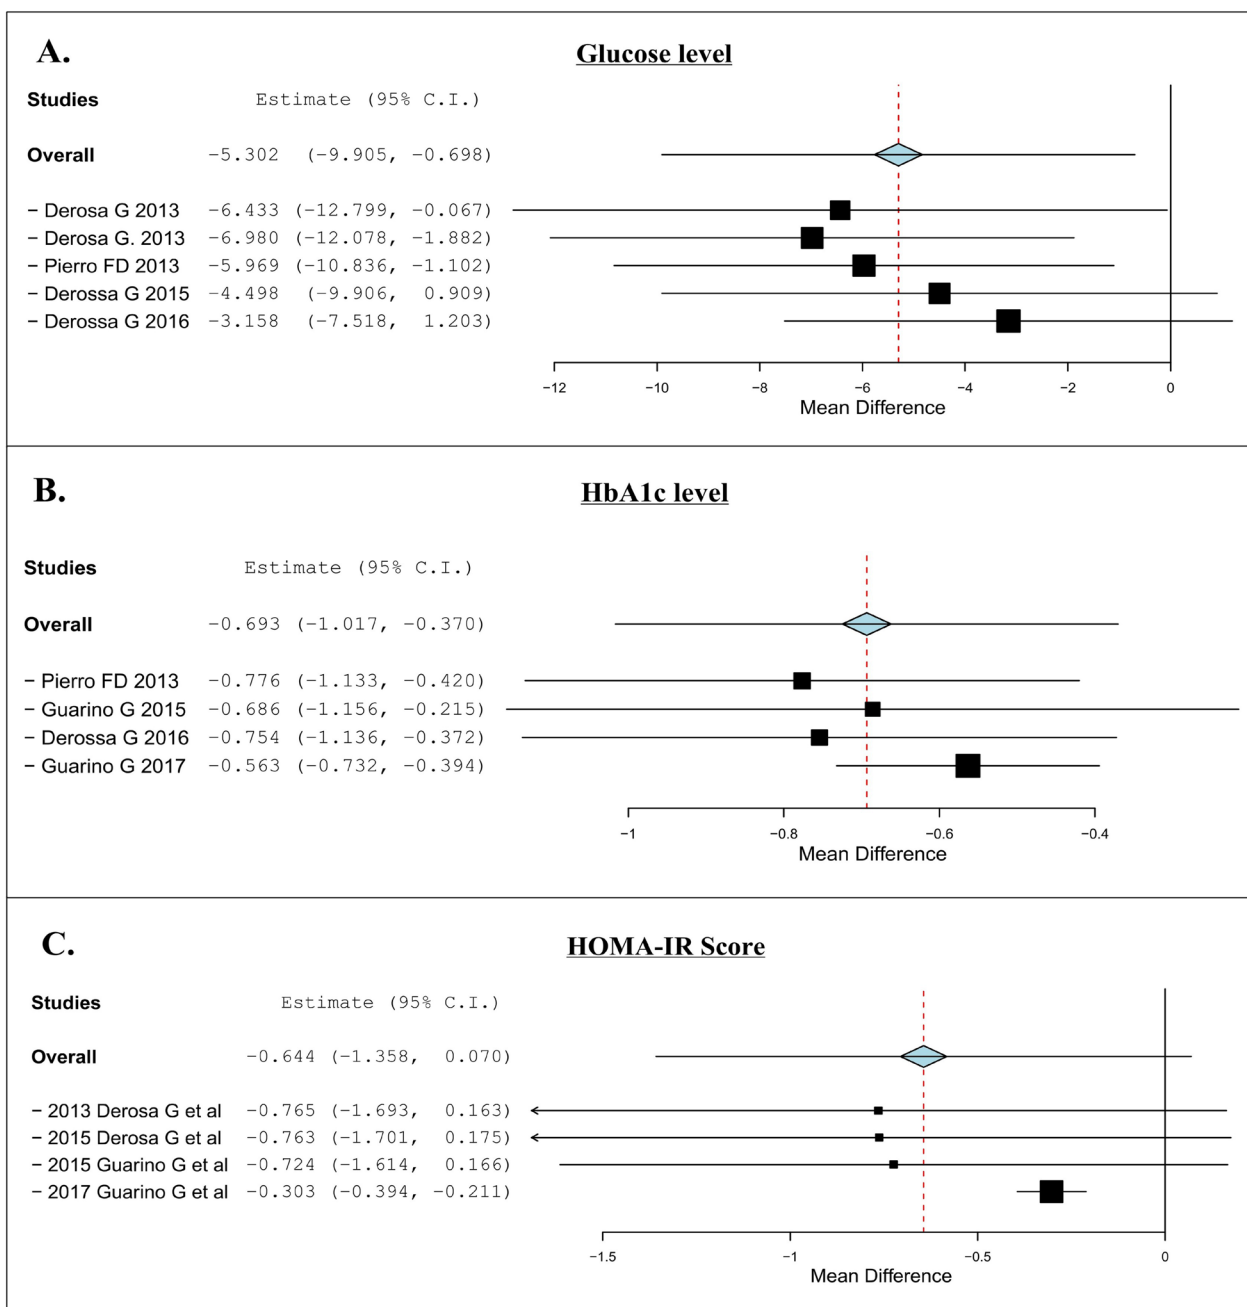 A.
Glucose level
Studies Estimate (95% C.I.)
Overall −5.302 (−9.905, −0.698)
− Derosa G 2013 −6.433 (−12.799, −0.067)
− Derosa G. 2013 −6.980 (−12.078, −1.882)
− Pierro FD 2013 −5.969 (−10.836, −1.102)
− Derossa G 2015 −4.498 (−9.906, 0.909)
− Derossa G 2016 −3.158 (−7.518, 1.203)
−12 −10 −8 −6 −4 −2 0
Mean Difference
B.
HbA1c level
Studies Estimate (95% C.I.)
Overall −0.693 (−1.017, −0.370)
− Pierro FD 2013 −0.776 (−1.133, −0.420)
− Guarino G 2015 −0.686 (−1.156, −0.215)
− Derossa G 2016 −0.754 (−1.136, −0.372)
− Guarino G 2017 −0.563 (−0.732, −0.394)
−1 −0.8 −0.6 −0.4
Mean Difference
C.
HOMA-IR Score
Studies Estimate (95% C.I.)
Overall −0.644 (−1.358, 0.070)
− 2013 Derosa G et al −0.765 (−1.693, 0.163)
− 2015 Derosa G et al −0.763 (−1.701, 0.175)
− 2015 Guarino G et al −0.724 (−1.614, 0.166)
− 2017 Guarino G et al −0.303 (−0.394, −0.211)
−1.5 −1 −0.5 0
Mean Difference